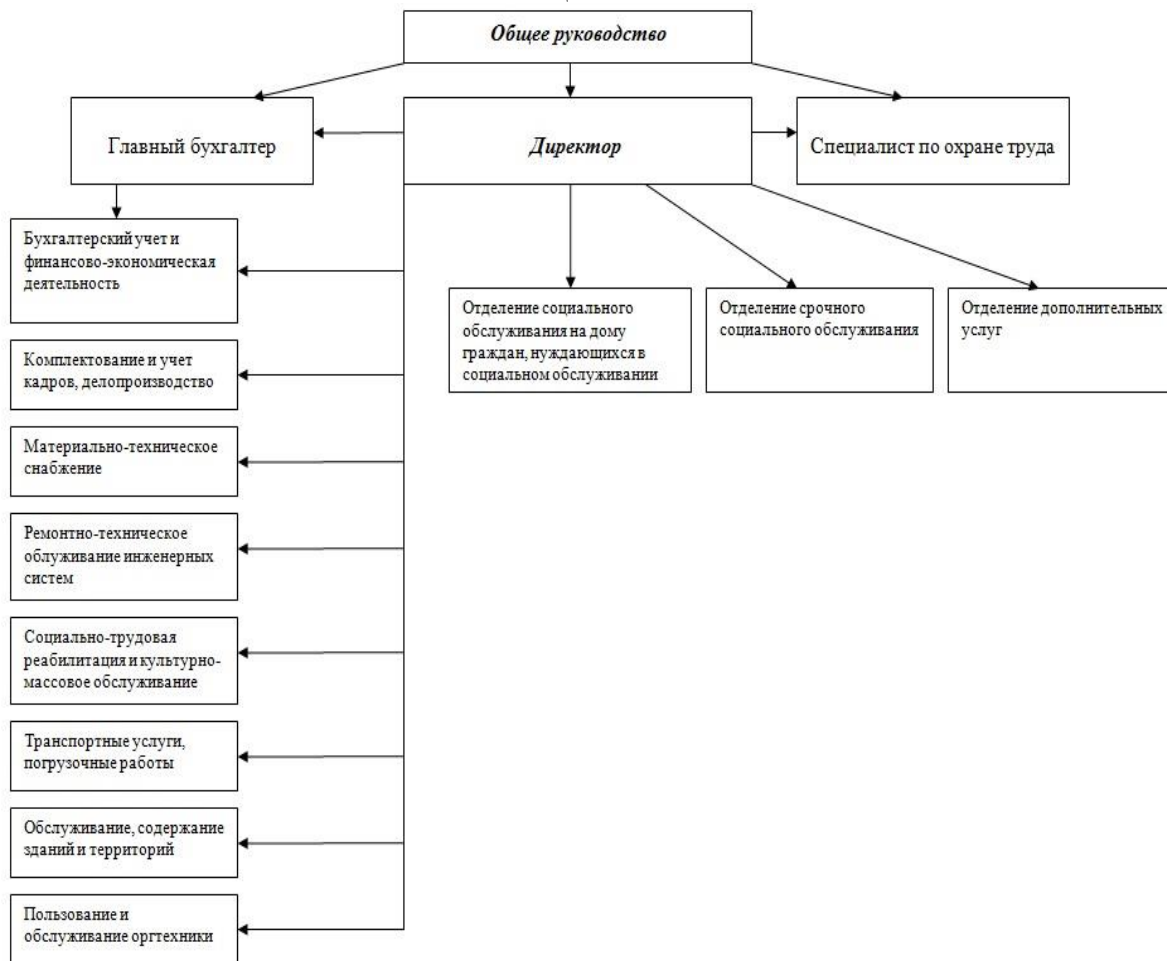 Общее руководство
Главный бухгалтер
Директор
Специалист по охране труда
Бухгалтерский учет и
финансово-экономическая
деятельность
Отделение социального
обслуживания на дому
граждан, нуждающихся в
социальном обслуживании
Отделение срочного
социального обслуживания
Отделение дополнительных
услуг
Комплектование и учет
кадров, делопроизводство
Материально-техническое
снабжение
Ремонтно-техническое
облуживание инженерных
систем
Социально-трудовая
реабилитация и культурно-
массовое обслуживание
Транспортные услуги,
погрузочные работы
Обслуживание, содержание
зданий и территорий
Пользование и
обслуживание оргтехники